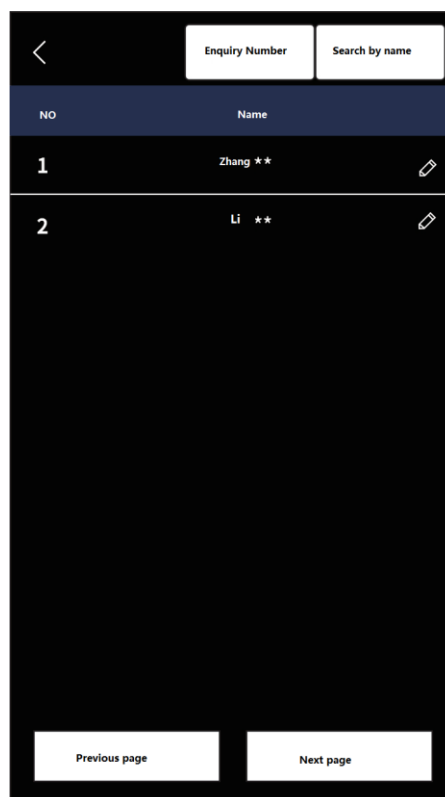 Enquiry Number Search by name
NO Name
1 Zhang **
2 Li **
Previous page Next page